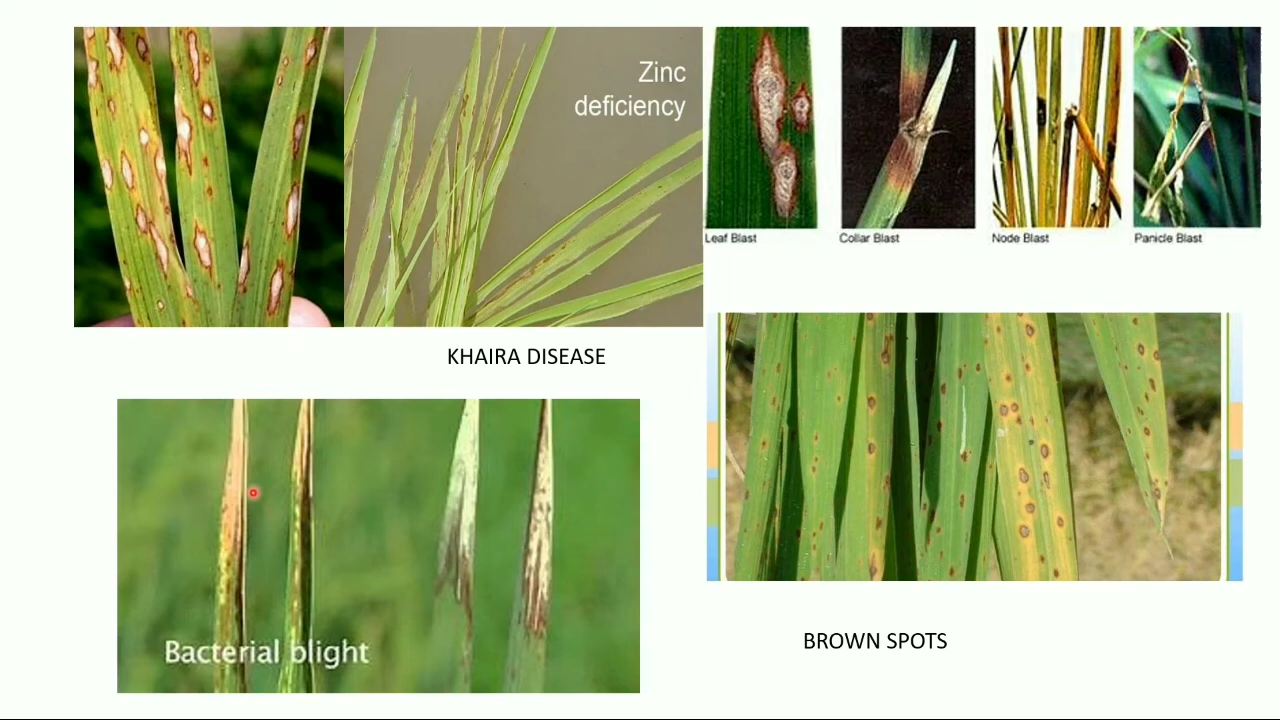 Zinc
deficiency
Leaf Blast
Collar Blast
Node Blast
Panicle Blast
KHAIRA DISEASE
Bacterial blight
BROWN SPOTS